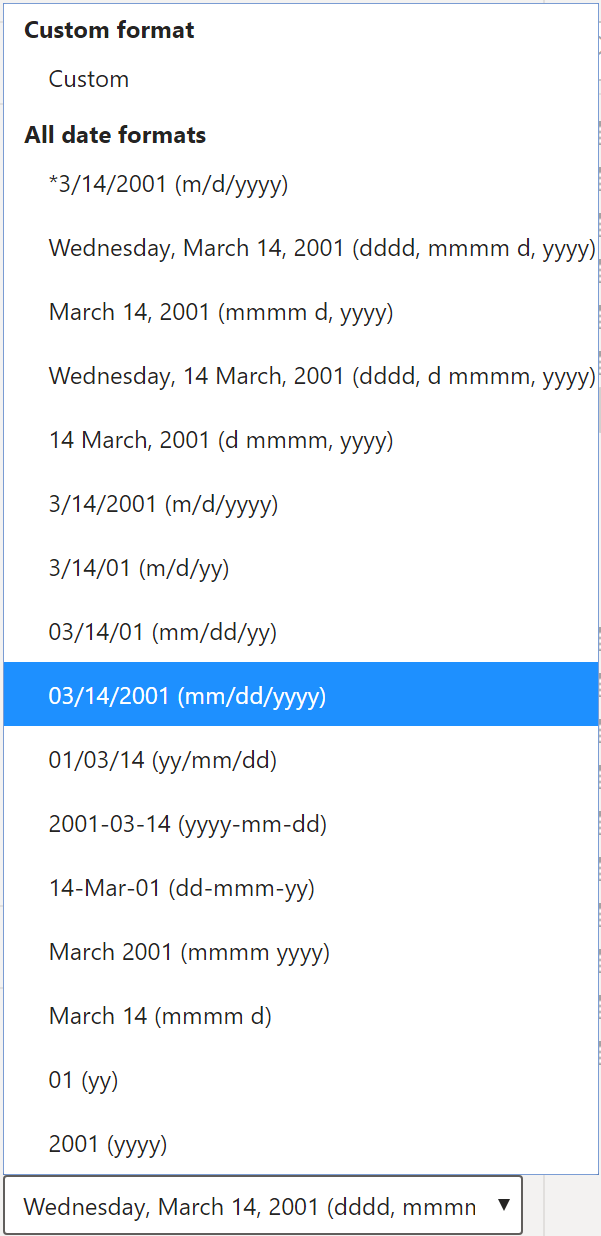 Custom format
Custom
All date formats
*3/14/2001 (m/d/yyyy)
Wednesday, March 14, 2001 (dddd, mmmm d, yyyy)
March 14, 2001 (mmmm d, yyyy)
Wednesday, 14 March, 2001 (dddd, d mmmm, yyyy)
14 March, 2001 (d mmmm, yyyy)
3/14/2001 (m/d/yyyy)
3/14/01 (m/d/yy)
03/14/01 (mm/dd/yy)
03/14/2001 (mm/dd/yyyy)
01/03/14 (yy/mm/dd)
2001-03-14 (yyyy-mm-dd)
14-Mar-01 (dd-mmm-yy)
March 2001 (mmmm yyyy)
March 14 (mmmm d)
01 (yy)
2001 (yyyy)
Wednesday, March 14, 2001 (dddd, mmmn